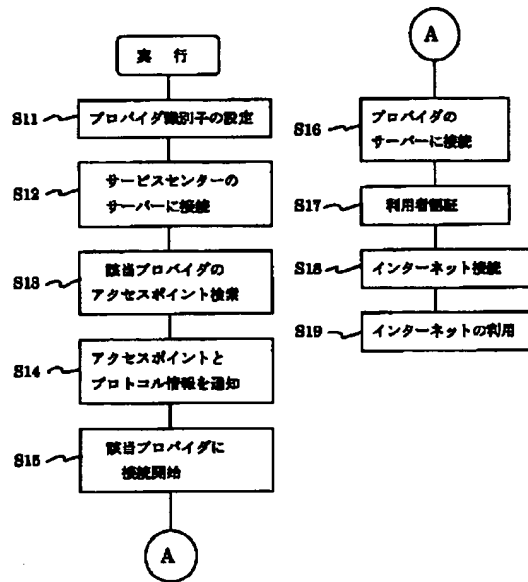 実 行
S11
プロバイダ識別子の設定
S12
サービスセンターの
サーバーに接続
S13
該当プロバイダの
アクセスポイント検索
S14
アクセスポイントと
プロトコル情報を通知
S15
該当プロバイダに
接続開始
A
A
S16
プロバイダの
サーバーに接続
S17
利用者認証
S18
インターネット接続
S19
インターネットの利用